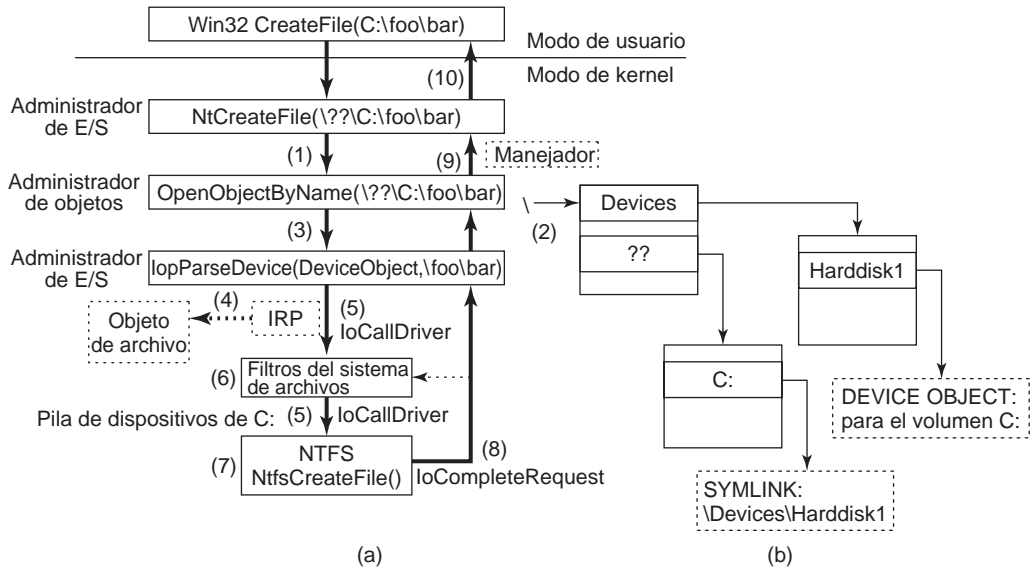 Win32 CreateFile(C:\foo\bar)
Modo de usuario
Modo de kernel
(10)
Administrador
de E/S
NtCreateFile(\??\C:\foo\bar)
(1)
(9)
Manejador
Administrador
de objetos
OpenObjectByName(\??\C:\foo\bar)
(3)
Administrador
de E/S
IopParseDevice(DeviceObject,\foo\bar)
(4)
Objeto
de archivo
IRP
(5)
IoCallDriver
(6)
Filtros del sistema
de archivos
Pila de dispositivos de C:
(5)
IoCallDriver
(7)
NTFS
NtfsCreateFile()
(8)
IoCompleteRequest
(a)
\
(2)
Devices
??
Harddisk1
C:
DEVICE OBJECT:
para el volumen C:
SYMLINK:
\Devices\Harddisk1
(b)